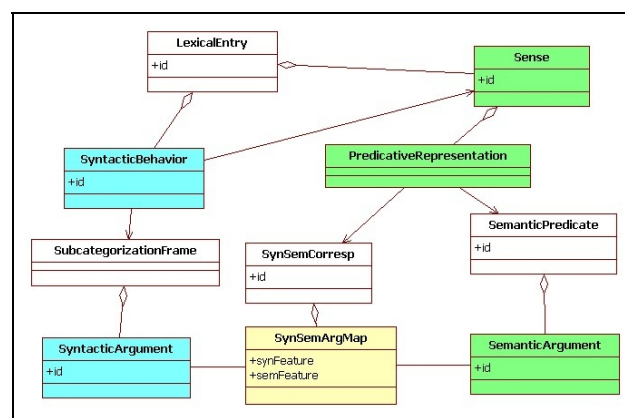 LexicalEntry
+id
Sense
+id
SyntacticBehavior
+id
PredicativeRepresentation
SubcategorizationFrame
SynSemCorresp
+id
SemanticPredicate
+id
SyntacticArgument
+id
SynSemArgMap
+synFeature
+semFeature
SemanticArgument
+id